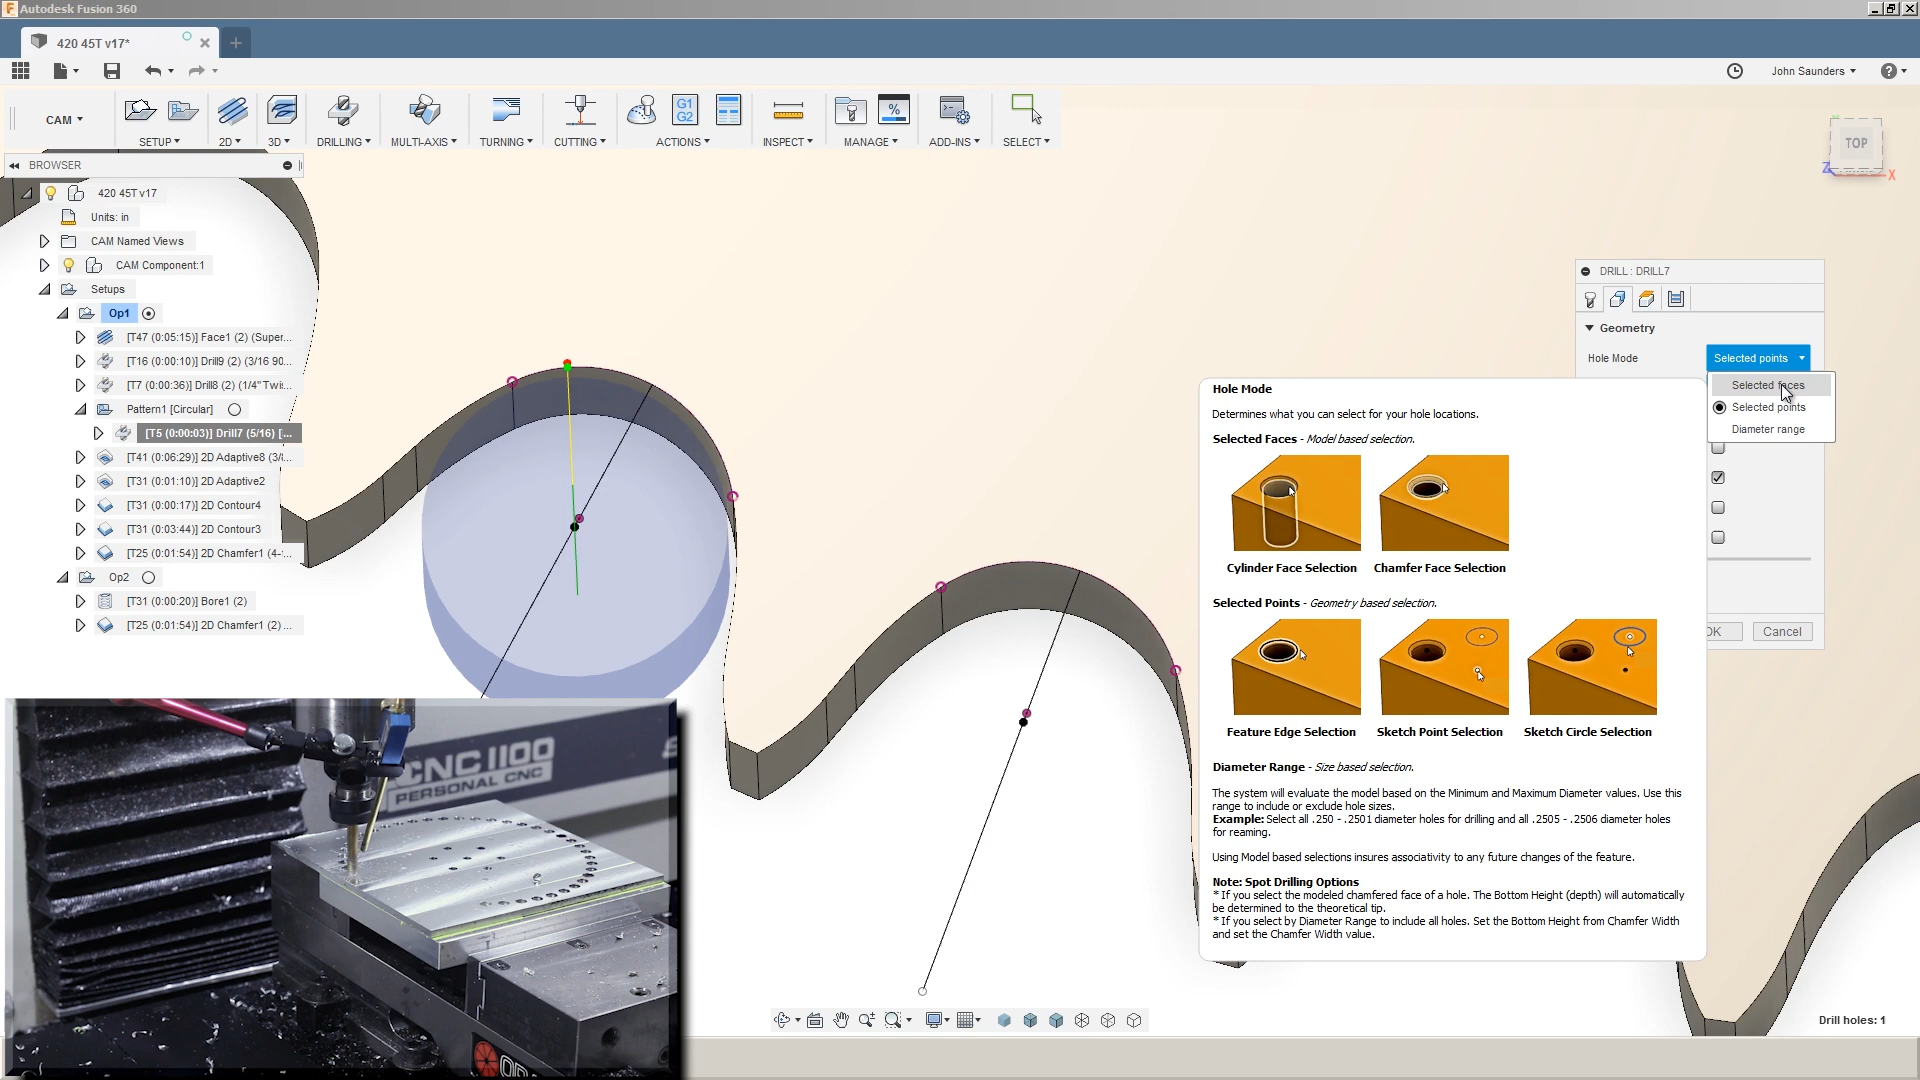 Autodesk Fusion 360
420 45T v17*
John Saunders
CAM
SETUP
2D
3D
DRILLING
MULTI-AXIS
TURNING
CUTTING
G1
G2
ACTIONS
INSPECT
%
MANAGE
ADD-INS
SELECT
TOP
Z
X
BROWSER
420 45T v17
Units: in
CAM Named Views
CAM Component:1
Setups
Op1
[T47 (0:05:15)] Face1 (2) (Super...
[T16 (0:00:10)] Drill9 (2) (3/16 90...
[T7 (0:00:36)] Drill8 (2) (1/4" Twis...
Pattern1 [Circular]
[T5 (0:00:03)] Drill7 (5/16) [...
[T41 (0:06:29)] 2D Adaptive8 (3/8...
[T31 (0:01:10)] 2D Adaptive2
[T31 (0:00:17)] 2D Contour4
[T31 (0:03:44)] 2D Contour3
[T25 (0:01:54)] 2D Chamfer1 (4-...
Op2
[T31 (0:00:20)] Bore1 (2)
[T25 (0:01:54)] 2D Chamfer1 (2) ...
DRILL : DRILL7
Geometry
Hole Mode
Selected points
Selected faces
Selected points
Diameter range
OK
Cancel
Hole Mode
Determines what you can select for your hole locations.
Selected Faces - Model based selection.
Cylinder Face Selection
Chamfer Face Selection
Selected Points - Geometry based selection.
Feature Edge Selection
Sketch Point Selection
Sketch Circle Selection
Diameter Range - Size based selection.
The system will evaluate the model based on the Minimum and Maximum Diameter values. Use this
range to include or exclude hole sizes.
Example: Select all .250 - .2501 diameter holes for drilling and all .2505 - .2506 diameter holes
for reaming.
Using Model based selections insures associativity to any future changes of the feature.
Note: Spot Drilling Options
* If you select the modeled chamfered face of a hole. The Bottom Height (depth) will automatically
be determined to the theoretical tip.
* If you select by Diameter Range to include all holes. Set the Bottom Height from Chamfer Width
and set the Chamfer Width value.
CNC 1100
PERSONAL CNC
Drill holes: 1